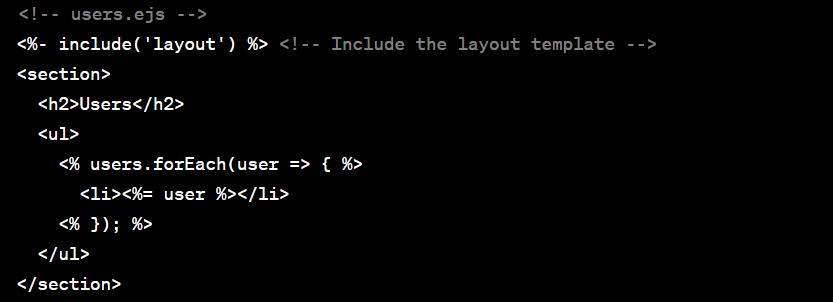 <!-- users.ejs -->
<%- include('layout') %> <!-- Include the layout template -->
<section>
  <h2>Users</h2>
  <ul>
    <% users.forEach(user => { %>
      <li><%= user %></li>
    <% }); %>
  </ul>
</section>